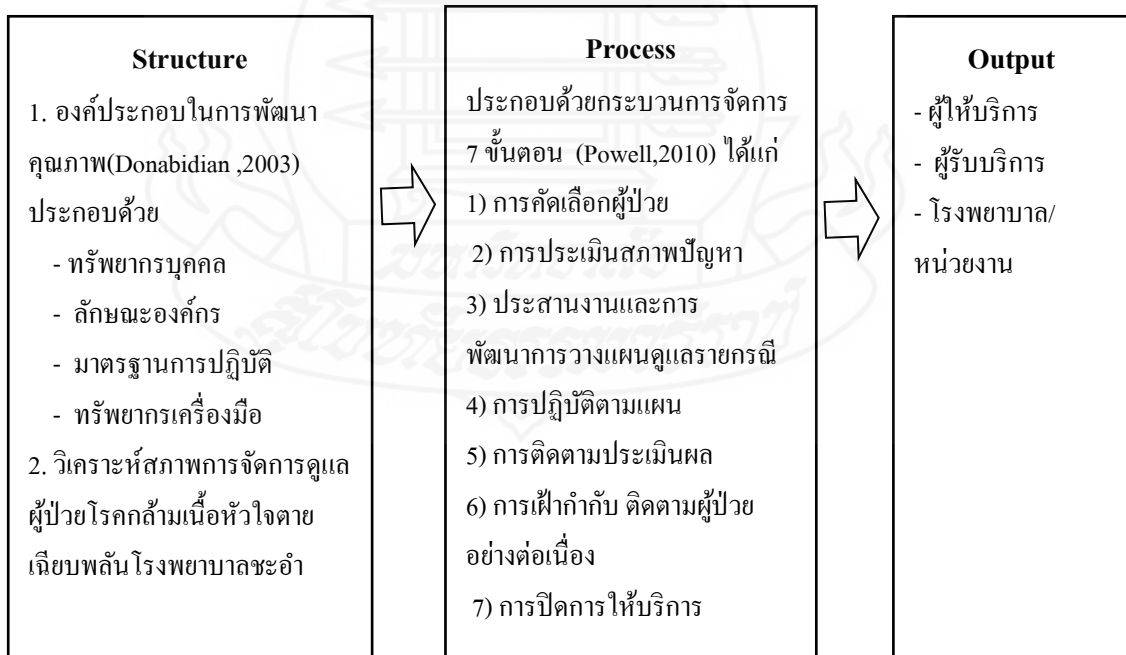 Structure
1. องค์ประกอบในการพัฒนา
คุณภาพ(Donabidian ,2003)
ประกอบด้วย
- ทรัพยากรบุคคล
- ลักษณะองค์กร
- มาตรฐานการปฏิบัติ
- ทรัพยากรเครื่องมือ
2. วิเคราะห์สภาพการจัดการดูแล
ผู้ป่วยโรคกล้ามเนื้อหัวใจตาย
เฉียบพลันโรงพยาบาลชะอำ
Process
ประกอบด้วยกระบวนการจัดการ
7 ขั้นตอน (Powell,2010) ได้แก่
1) การคัดเลือกผู้ป่วย
2) การประเมินสภาพปัญหา
3) ประสานงานและการ
พัฒนาการวางแผนดูแลรายกรณี
4) การปฏิบัติตามแผน
5) การติดตามประเมินผล
6) การเฝ้ากำกับ ติดตามผู้ป่วย
อย่างต่อเนื่อง
7) การปิดการให้บริการ
Output
- ผู้ให้บริการ
- ผู้รับบริการ
- โรงพยาบาล/
หน่วยงาน